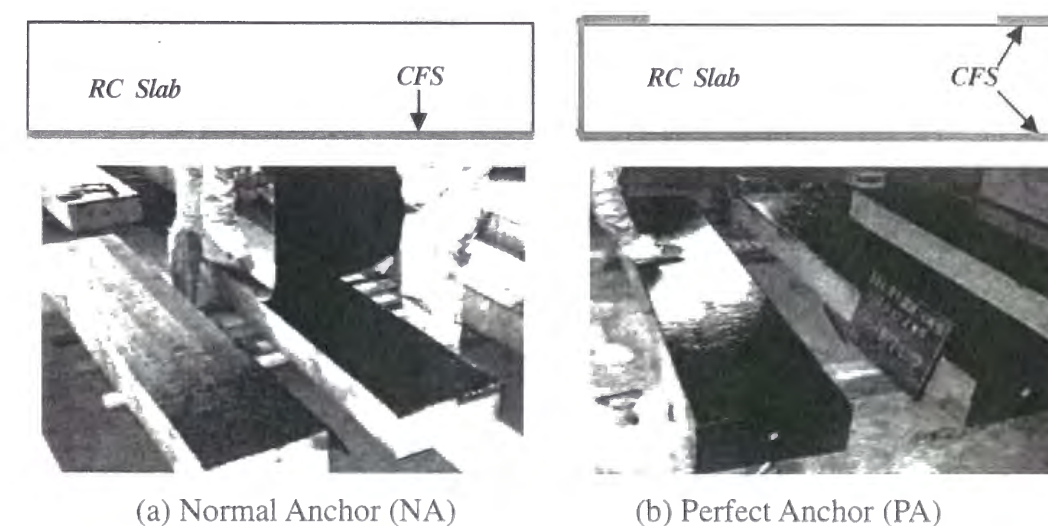 RC Slab
CFS
RC Slab
CFS
(a) Normal Anchor (NA)
(b) Perfect Anchor (PA)